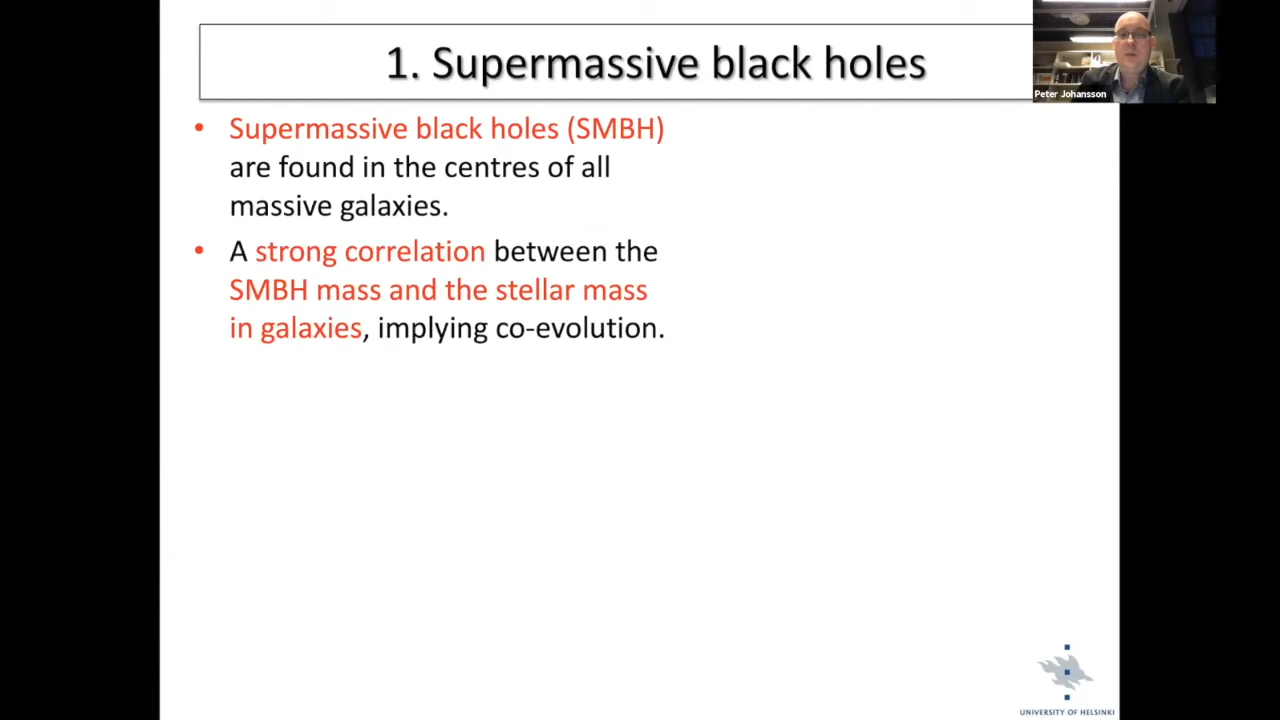 1. Supermassive black holes
Peter Johansson
• Supermassive black holes (SMBH)
are found in the centres of all
massive galaxies.
• A strong correlation between the
SMBH mass and the stellar mass
in galaxies, implying co-evolution.
UNIVERSITY OF HELSINKI